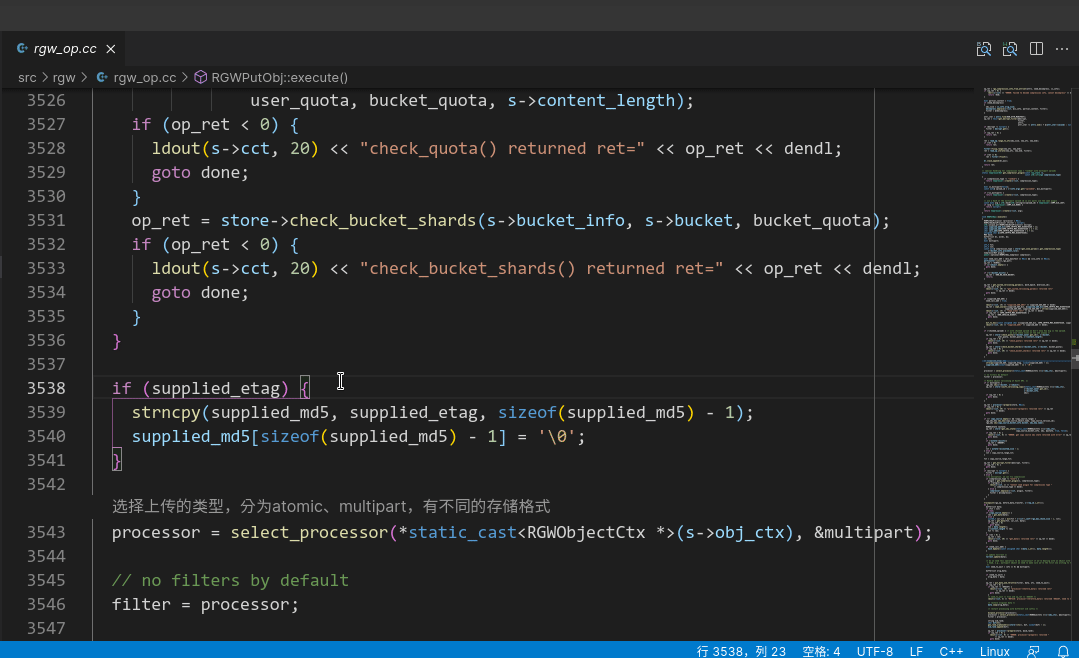 rgw_op.cc
src > rgw > rgw_op.cc > RGWPutObj::execute()
3526 user_quota, bucket_quota, s->content_length);
3527 if (op_ret < 0) {
3528 ldout(s->cct, 20) << "check_quota() returned ret=" << op_ret << dendl;
3529 goto done;
3530 }
3531 op_ret = store->check_bucket_shards(s->bucket_info, s->bucket, bucket_quota);
3532 if (op_ret < 0) {
3533 ldout(s->cct, 20) << "check_bucket_shards() returned ret=" << op_ret << dendl;
3534 goto done;
3535 }
3536 }
3537
3538 if (supplied_etag) {
3539 strncpy(supplied_md5, supplied_etag, sizeof(supplied_md5) - 1);
3540 supplied_md5[sizeof(supplied_md5) - 1] = '\0';
3541 }
3542
选择上传的类型，分为atomic、multipart，有不同的存储格式
3543 processor = select_processor(*static_cast<RGWObjectCtx *>(s->obj_ctx), &multipart);
3544
3545 // no filters by default
3546 filter = processor;
3547
行 3538，列 23 空格: 4 UTF-8 LF C++ Linux